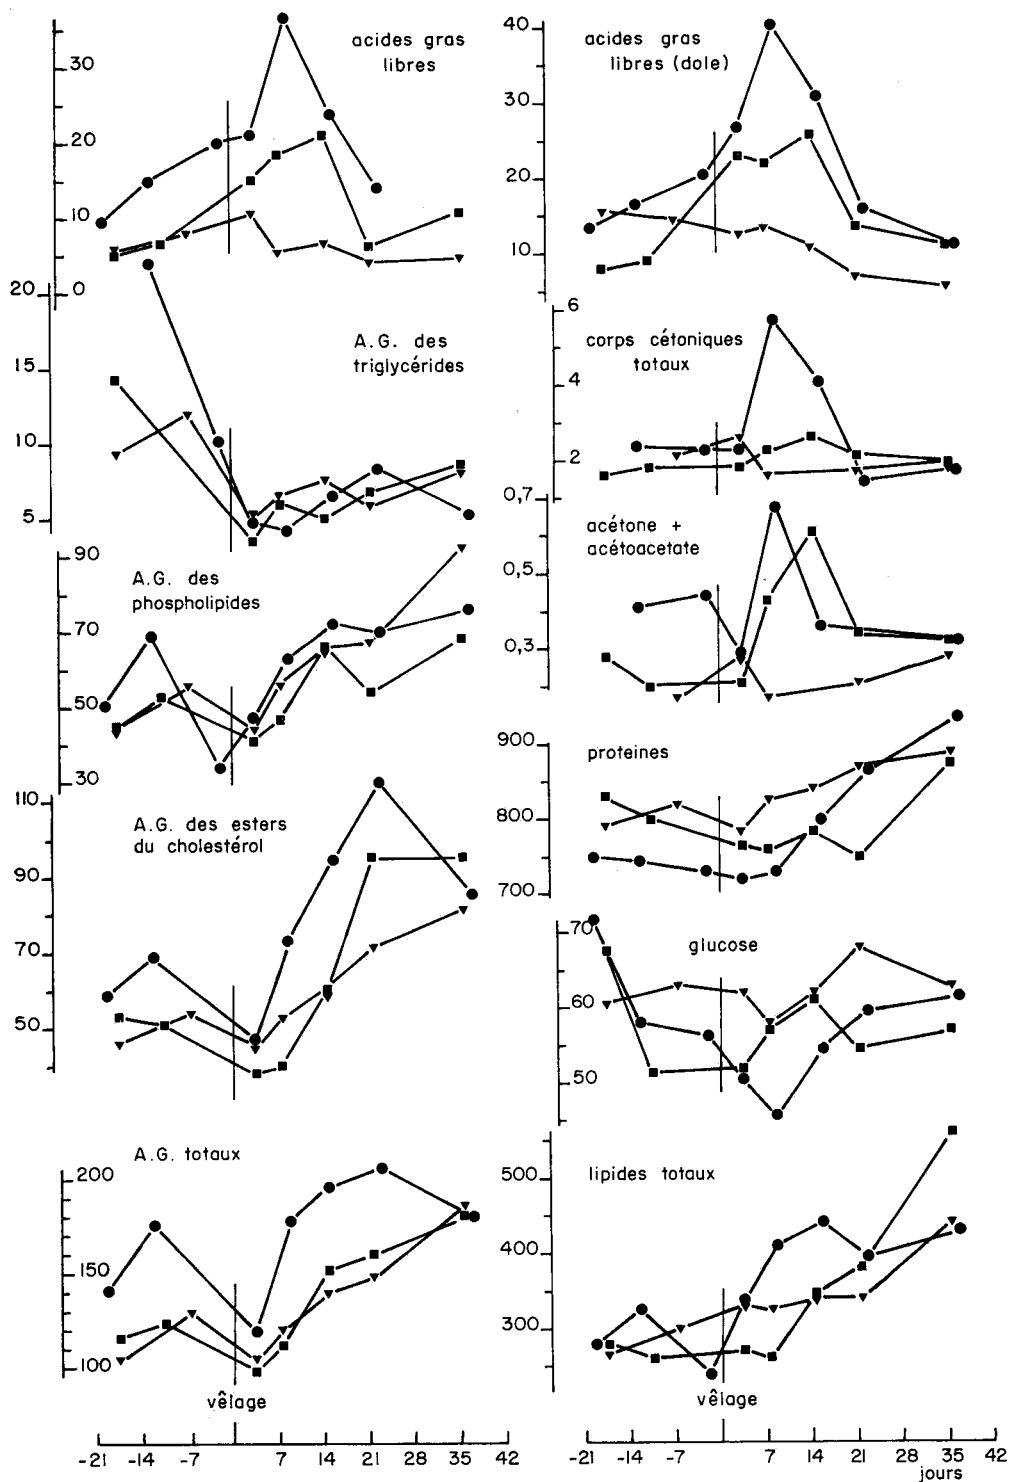 acides gras
libres
30
20
10
0
A.G. des
triglycérides
20
15
10
5
A.G. des
phospholipides
90
70
50
30
A.G. des esters
du cholestérol
110
90
70
50
A.G. totaux
200
150
100
vêlage
-21 -14 -7 7 14 21 28 35 42
acides gras
libres (dole)
40
30
20
10
corps cétoniques
totaux
6
4
2
acétone +
acétoacetate
0,7
0,5
0,3
proteines
900
800
700
glucose
70
60
50
lipides totaux
500
400
300
vêlage
-21 -14 -7 7 14 21 28 35 42
jours